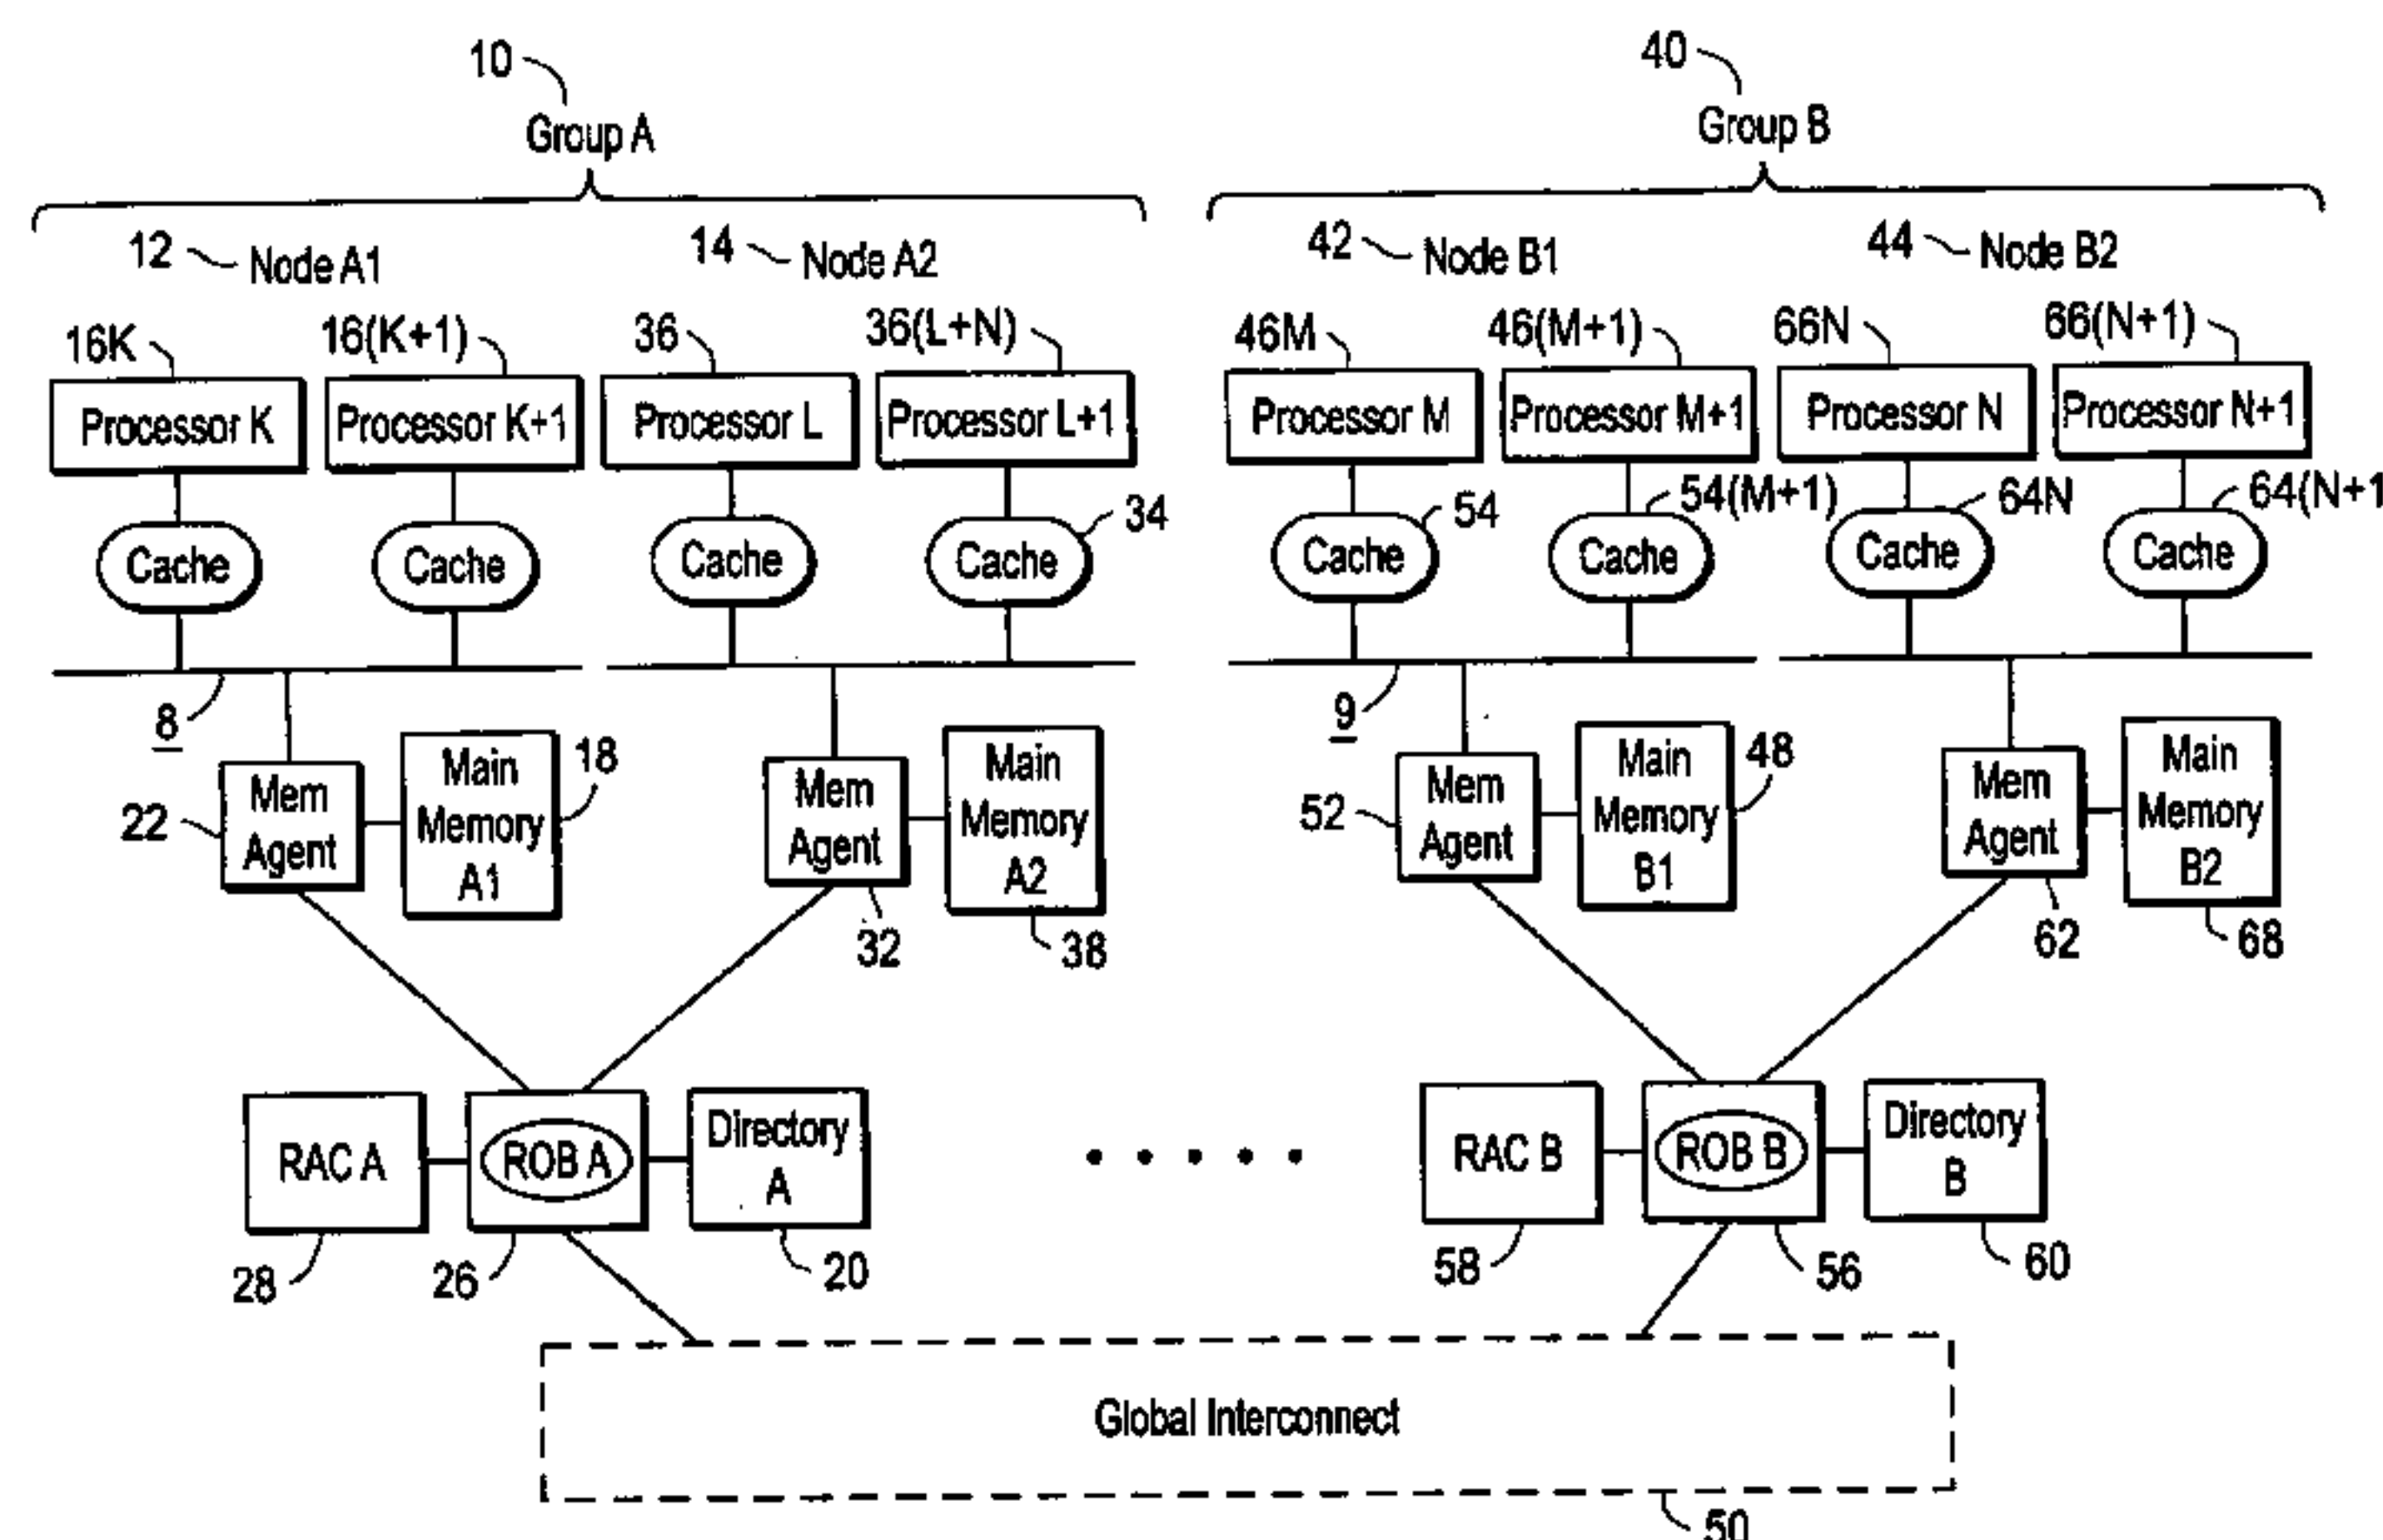 10
40
Group A
Group B
12 Node A1
14 Node A2
42 Node B1
44 Node B2
16K
16(K+1)
36
36(L+N)
46M
46(M+1)
66N
66(N+1)
Processor K
Processor K+1
Processor L
Processor L+1
Processor M
Processor M+1
Processor N
Processor N+1
34
54
54(M+1)
64N
64(N+1
Cache
Cache
Cache
Cache
Cache
Cache
Cache
Cache
8
9
22
Mem
Agent
Main
Memory
A1
18
Mem
Agent
32
Main
Memory
A2
38
52
Mem
Agent
Main
Memory
B1
48
Mem
Agent
62
Main
Memory
B2
68
RAC A
ROB A
Directory
A
RAC B
ROB B
Directory
B
28
26
20
58
56
60
Global Interconnect
50